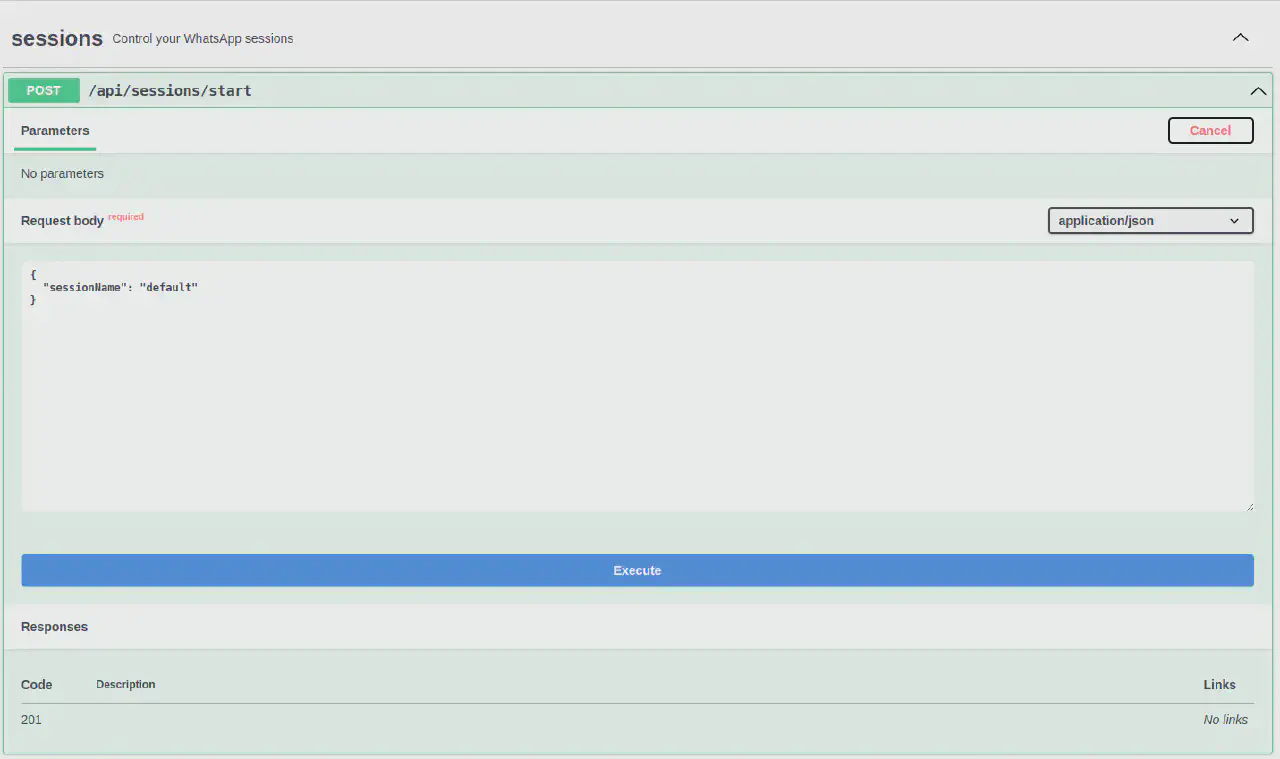 sessions Control your WhatsApp sessions
POST /api/sessions/start
Parameters Cancel
No parameters
Request body required application/json
{
"sessionName": "default"
}
Execute
Responses
Code Description Links
201 No links